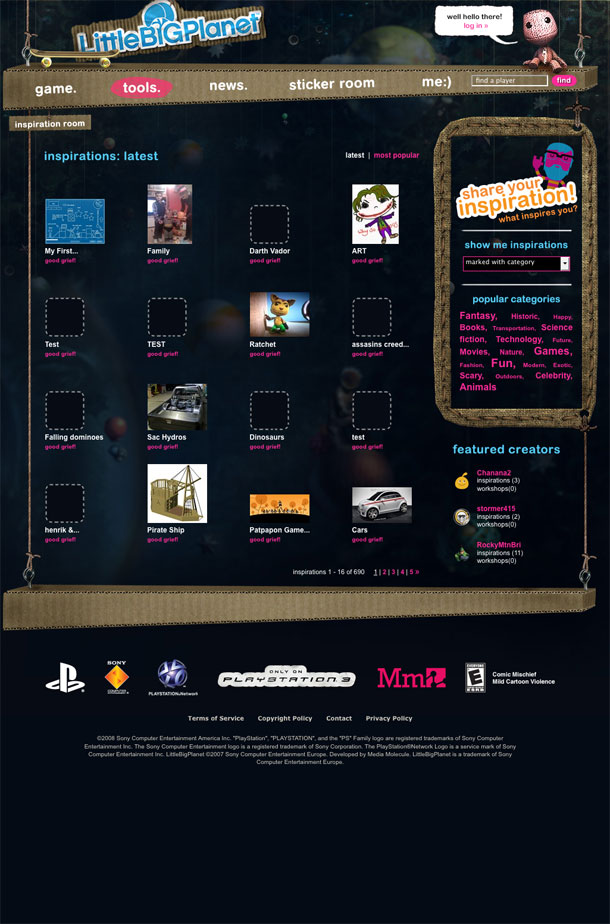 LittleBIGPlanet
well hello there!
log in »
game.
tools.
news.
sticker room
me:)
find a player
find
inspiration room
inspirations: latest
latest | most popular
My First...
good grief!
Family
good grief!
Darth Vador
good grief!
ART
good grief!
Test
good grief!
TEST
good grief!
Ratchet
good grief!
assasins creed...
good grief!
Falling dominoes
good grief!
Sac Hydros
good grief!
Dinosaurs
good grief!
test
good grief!
henrik &...
good grief!
Pirate Ship
good grief!
Patpapon Game...
good grief!
Cars
good grief!
inspirations 1 - 16 of 690 1 | 2 | 3 | 4 | 5 »
share your
inspiration!
what inspires you?
show me inspirations
marked with category
popular categories
Fantasy, Historic, Happy,
Books, Transportation, Science
fiction, Technology, Future,
Movies, Nature, Games,
Fashion, Fun, Modern, Exotic,
Scary, Outdoors, Celebrity,
Animals
featured creators
Chanana2
inspirations (3)
workshops(0)
stormer415
inspirations (2)
workshops(0)
RockyMtnBri
inspirations (11)
workshops(0)
SONY
COMPUTER
ENTERTAINMENT
PLAYSTATION®Network
ONLY ON
PLAYSTATION 3
Mm
EVERYONE
E
Comic Mischief
Mild Cartoon Violence
Terms of Service Copyright Policy Contact Privacy Policy
©2008 Sony Computer Entertainment America Inc. "PlayStation", "PLAYSTATION", and the "PS" Family logo are registered trademarks of Sony Computer
Entertainment Inc. The Sony Computer Entertainment logo is a registered trademark of Sony Corporation. The PlayStation®Network Logo is a service mark of Sony
Computer Entertainment Inc. LittleBigPlanet ©2007 Sony Computer Entertainment Europe. Developed by Media Molecule. LittleBigPlanet is a trademark of Sony
Computer Entertainment Europe.